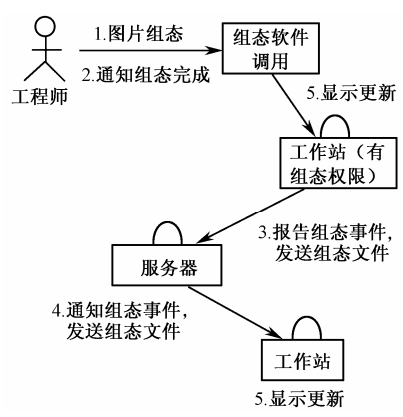 1.图片组态
2.通知组态完成
工程师
组态软件
调用
5.显示更新
工作站（有
组态权限）
3.报告组态事件，
发送组态文件
服务器
4.通知组态事件，
发送组态文件
工作站
5.显示更新